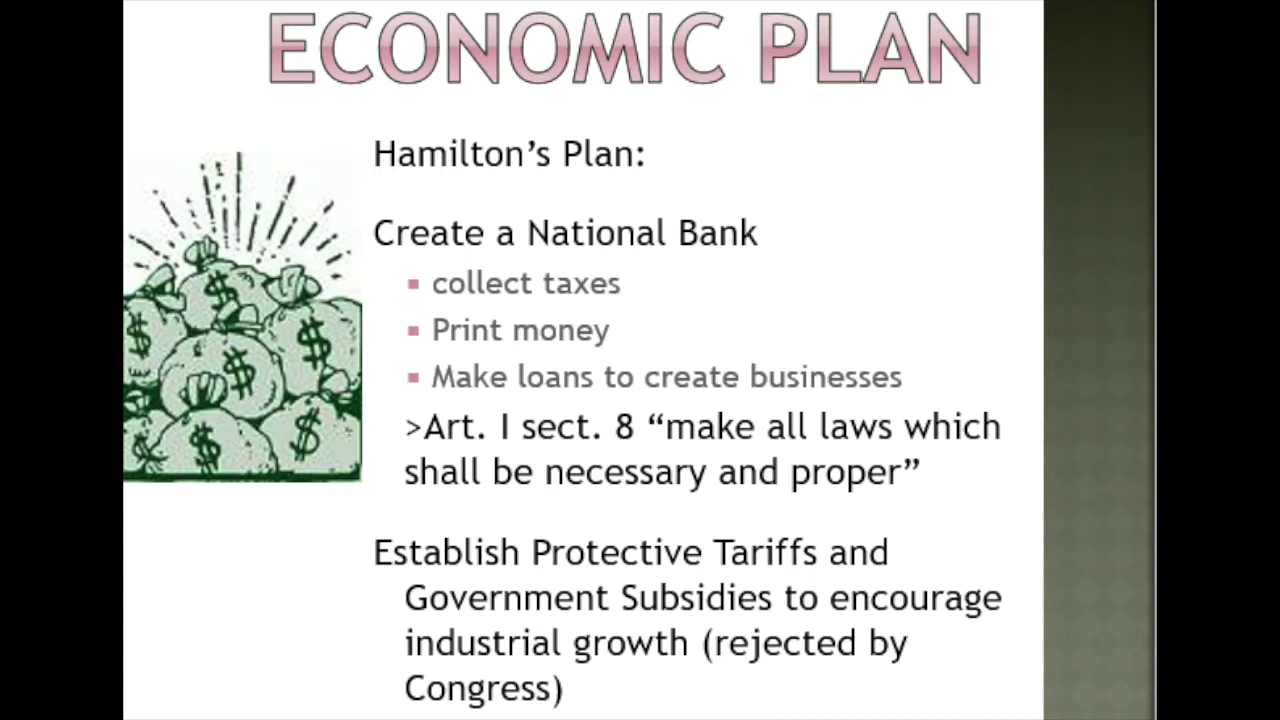 ECONOMIC PLAN
Hamilton’s Plan:
Create a National Bank
collect taxes
Print money
Make loans to create businesses
>Art. I sect. 8 “make all laws which
shall be necessary and proper”
Establish Protective Tariffs and
Government Subsidies to encourage
industrial growth (rejected by
Congress)